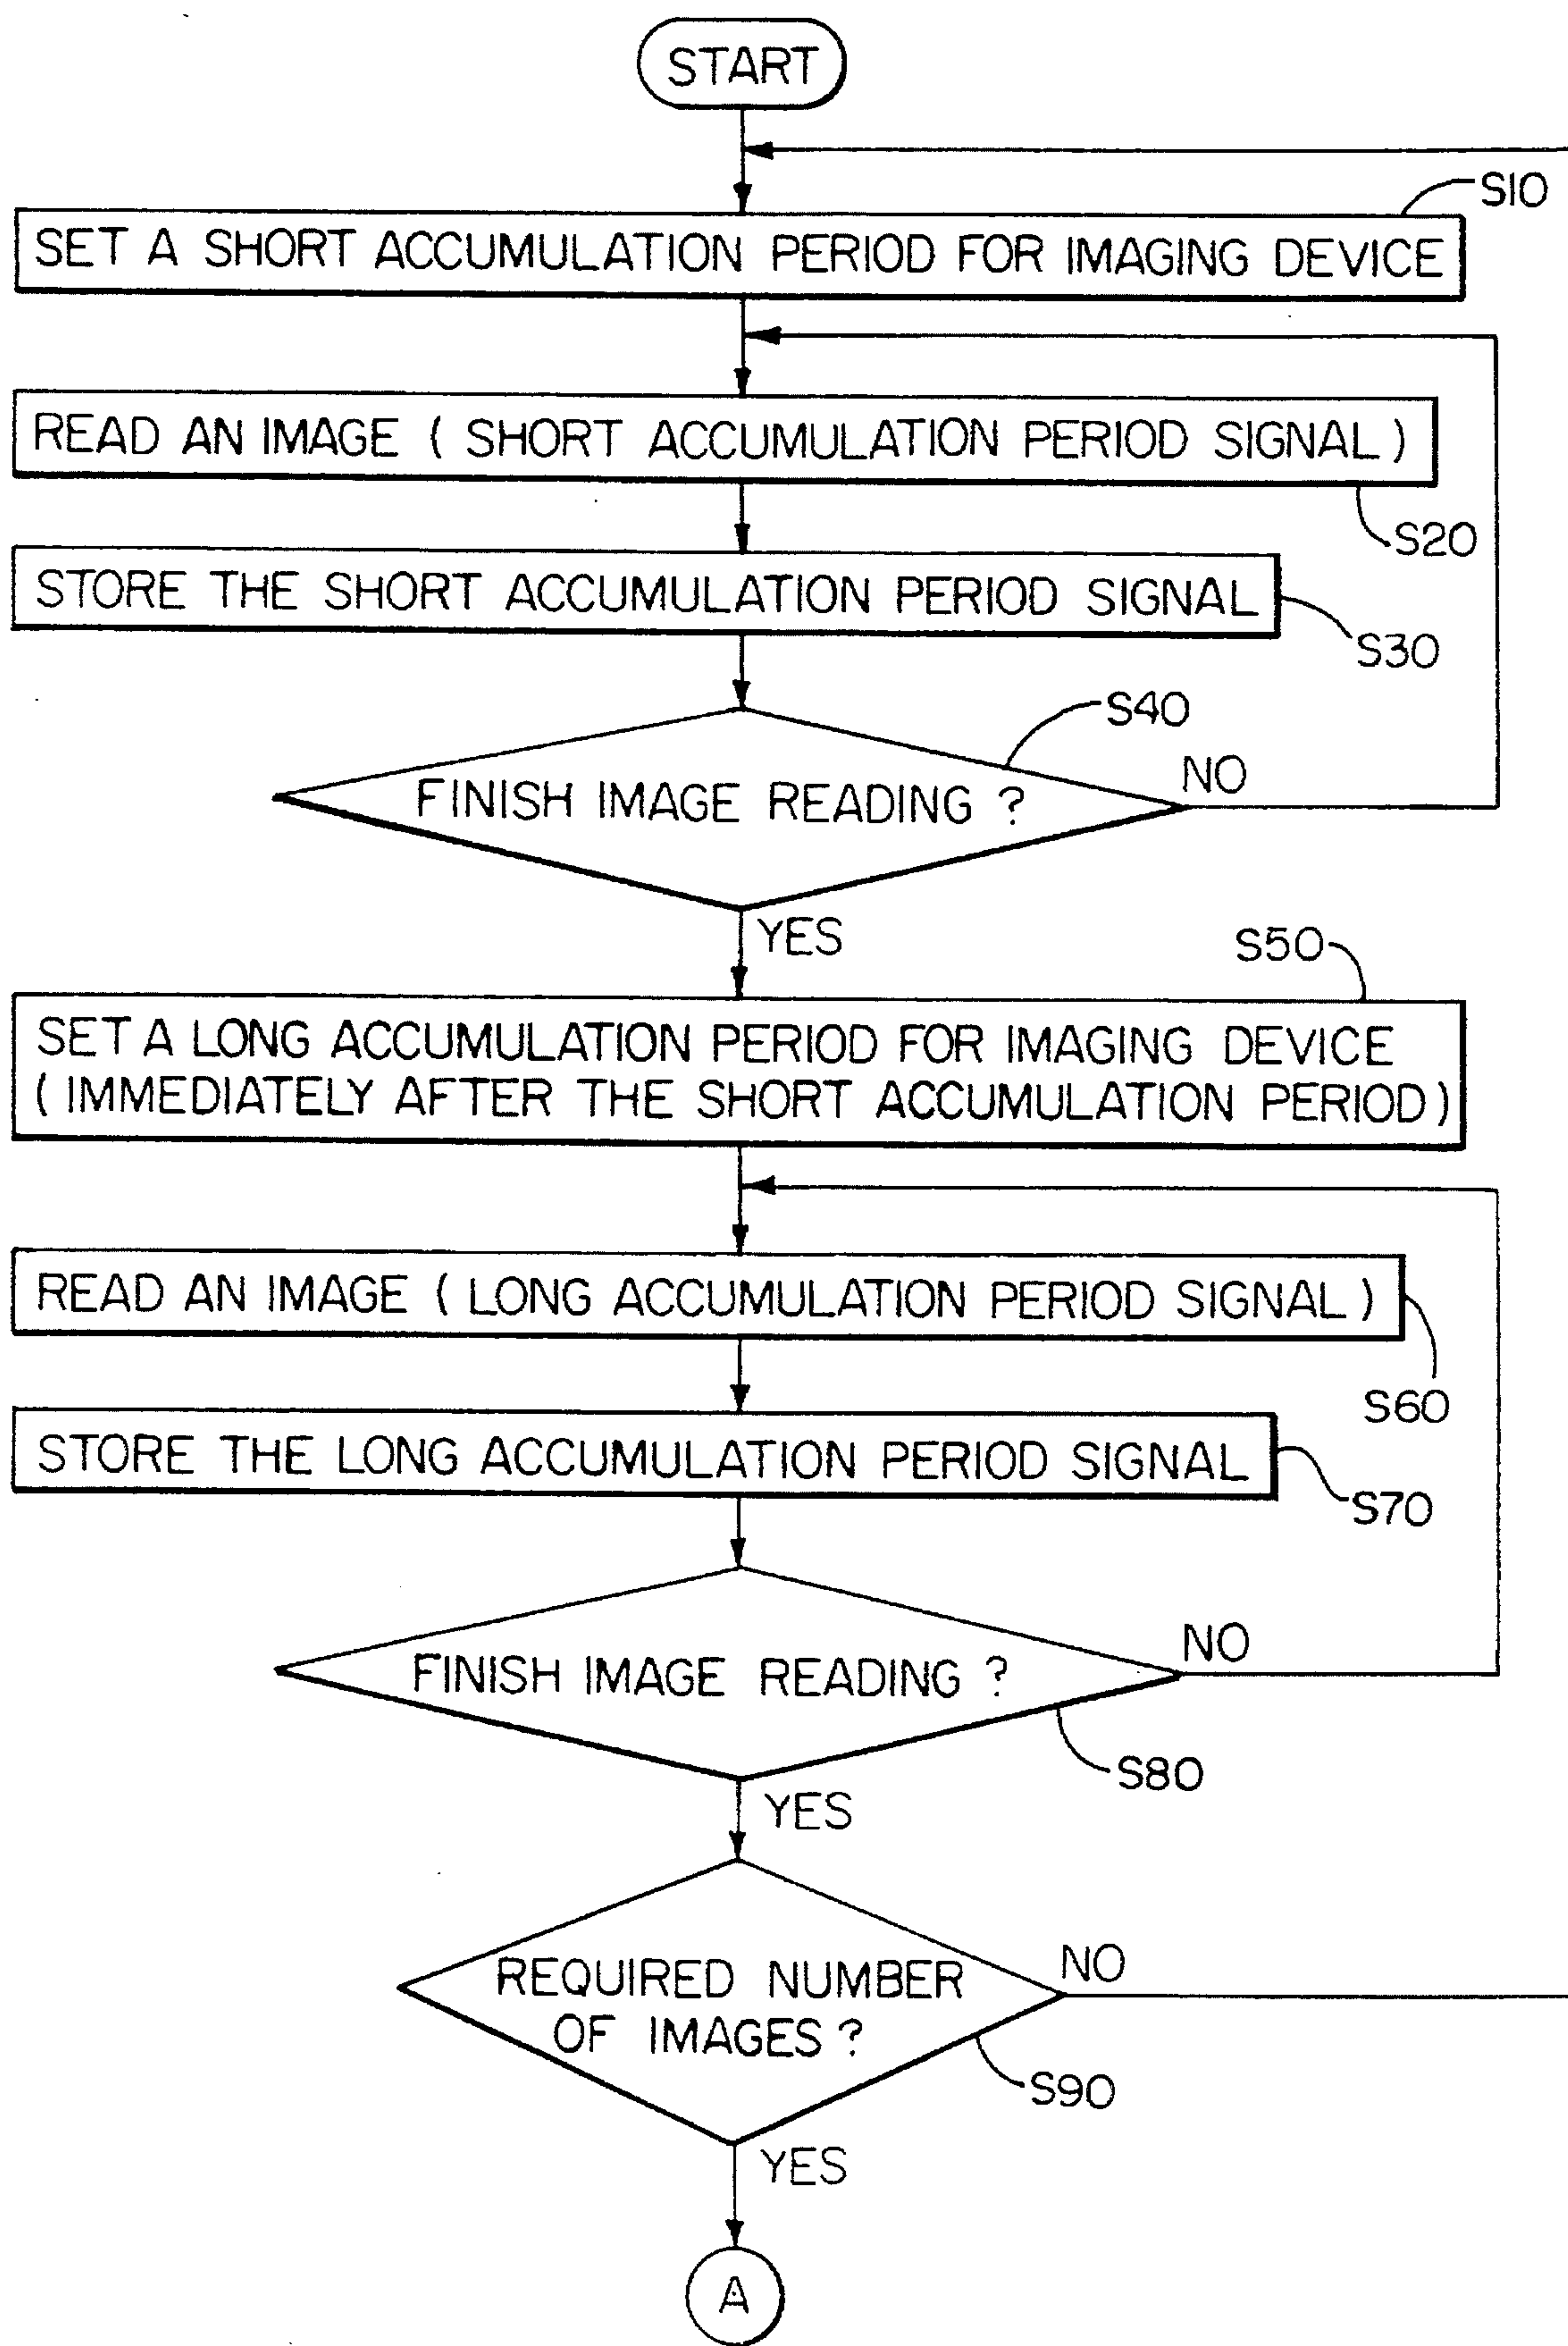 START
S10
SET A SHORT ACCUMULATION PERIOD FOR IMAGING DEVICE
READ AN IMAGE ( SHORT ACCUMULATION PERIOD SIGNAL )
S20
STORE THE SHORT ACCUMULATION PERIOD SIGNAL
S30
S40
FINISH IMAGE READING ?
NO
YES
S50
SET A LONG ACCUMULATION PERIOD FOR IMAGING DEVICE
( IMMEDIATELY AFTER THE SHORT ACCUMULATION PERIOD )
READ AN IMAGE ( LONG ACCUMULATION PERIOD SIGNAL )
S60
STORE THE LONG ACCUMULATION PERIOD SIGNAL
S70
NO
FINISH IMAGE READING ?
S80
YES
NO
REQUIRED NUMBER
OF IMAGES ?
S90
YES
A